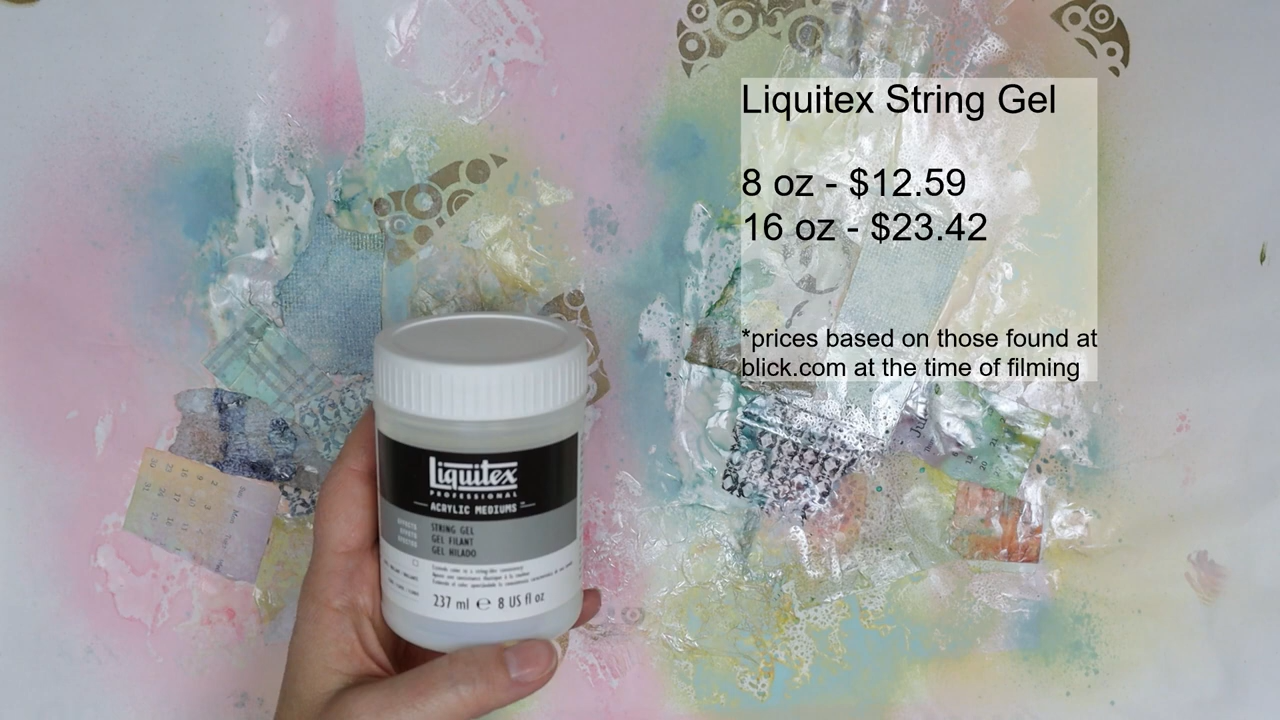 Liquitex String Gel
8 oz - $12.59
16 oz - $23.42
*prices based on those found at
blick.com at the time of filming
Liquitex
PROFESSIONAL
ACRYLIC MEDIUMS™
STRING GEL
GEL FILANT
GEL HILADO
237 ml ℮ 8 US fl oz